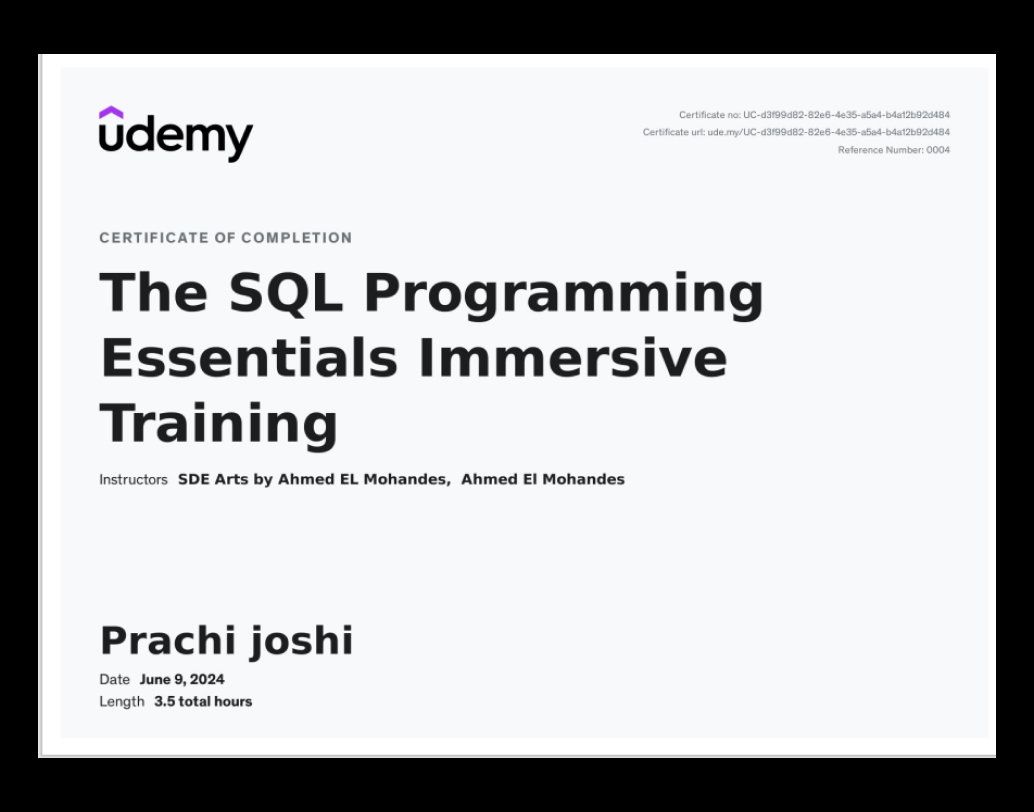 udemy
Certificate no: UC-d3f99d82-82e6-4e35-a5a4-b4a12b92d484
Certificate url: ude.my/UC-d3f99d82-82e6-4e35-a5a4-b4a12b92d484
Reference Number: 0004
CERTIFICATE OF COMPLETION
The SQL Programming
Essentials Immersive
Training
Instructors SDE Arts by Ahmed EL Mohandes, Ahmed El Mohandes
Prachi joshi
Date June 9, 2024
Length 3.5 total hours